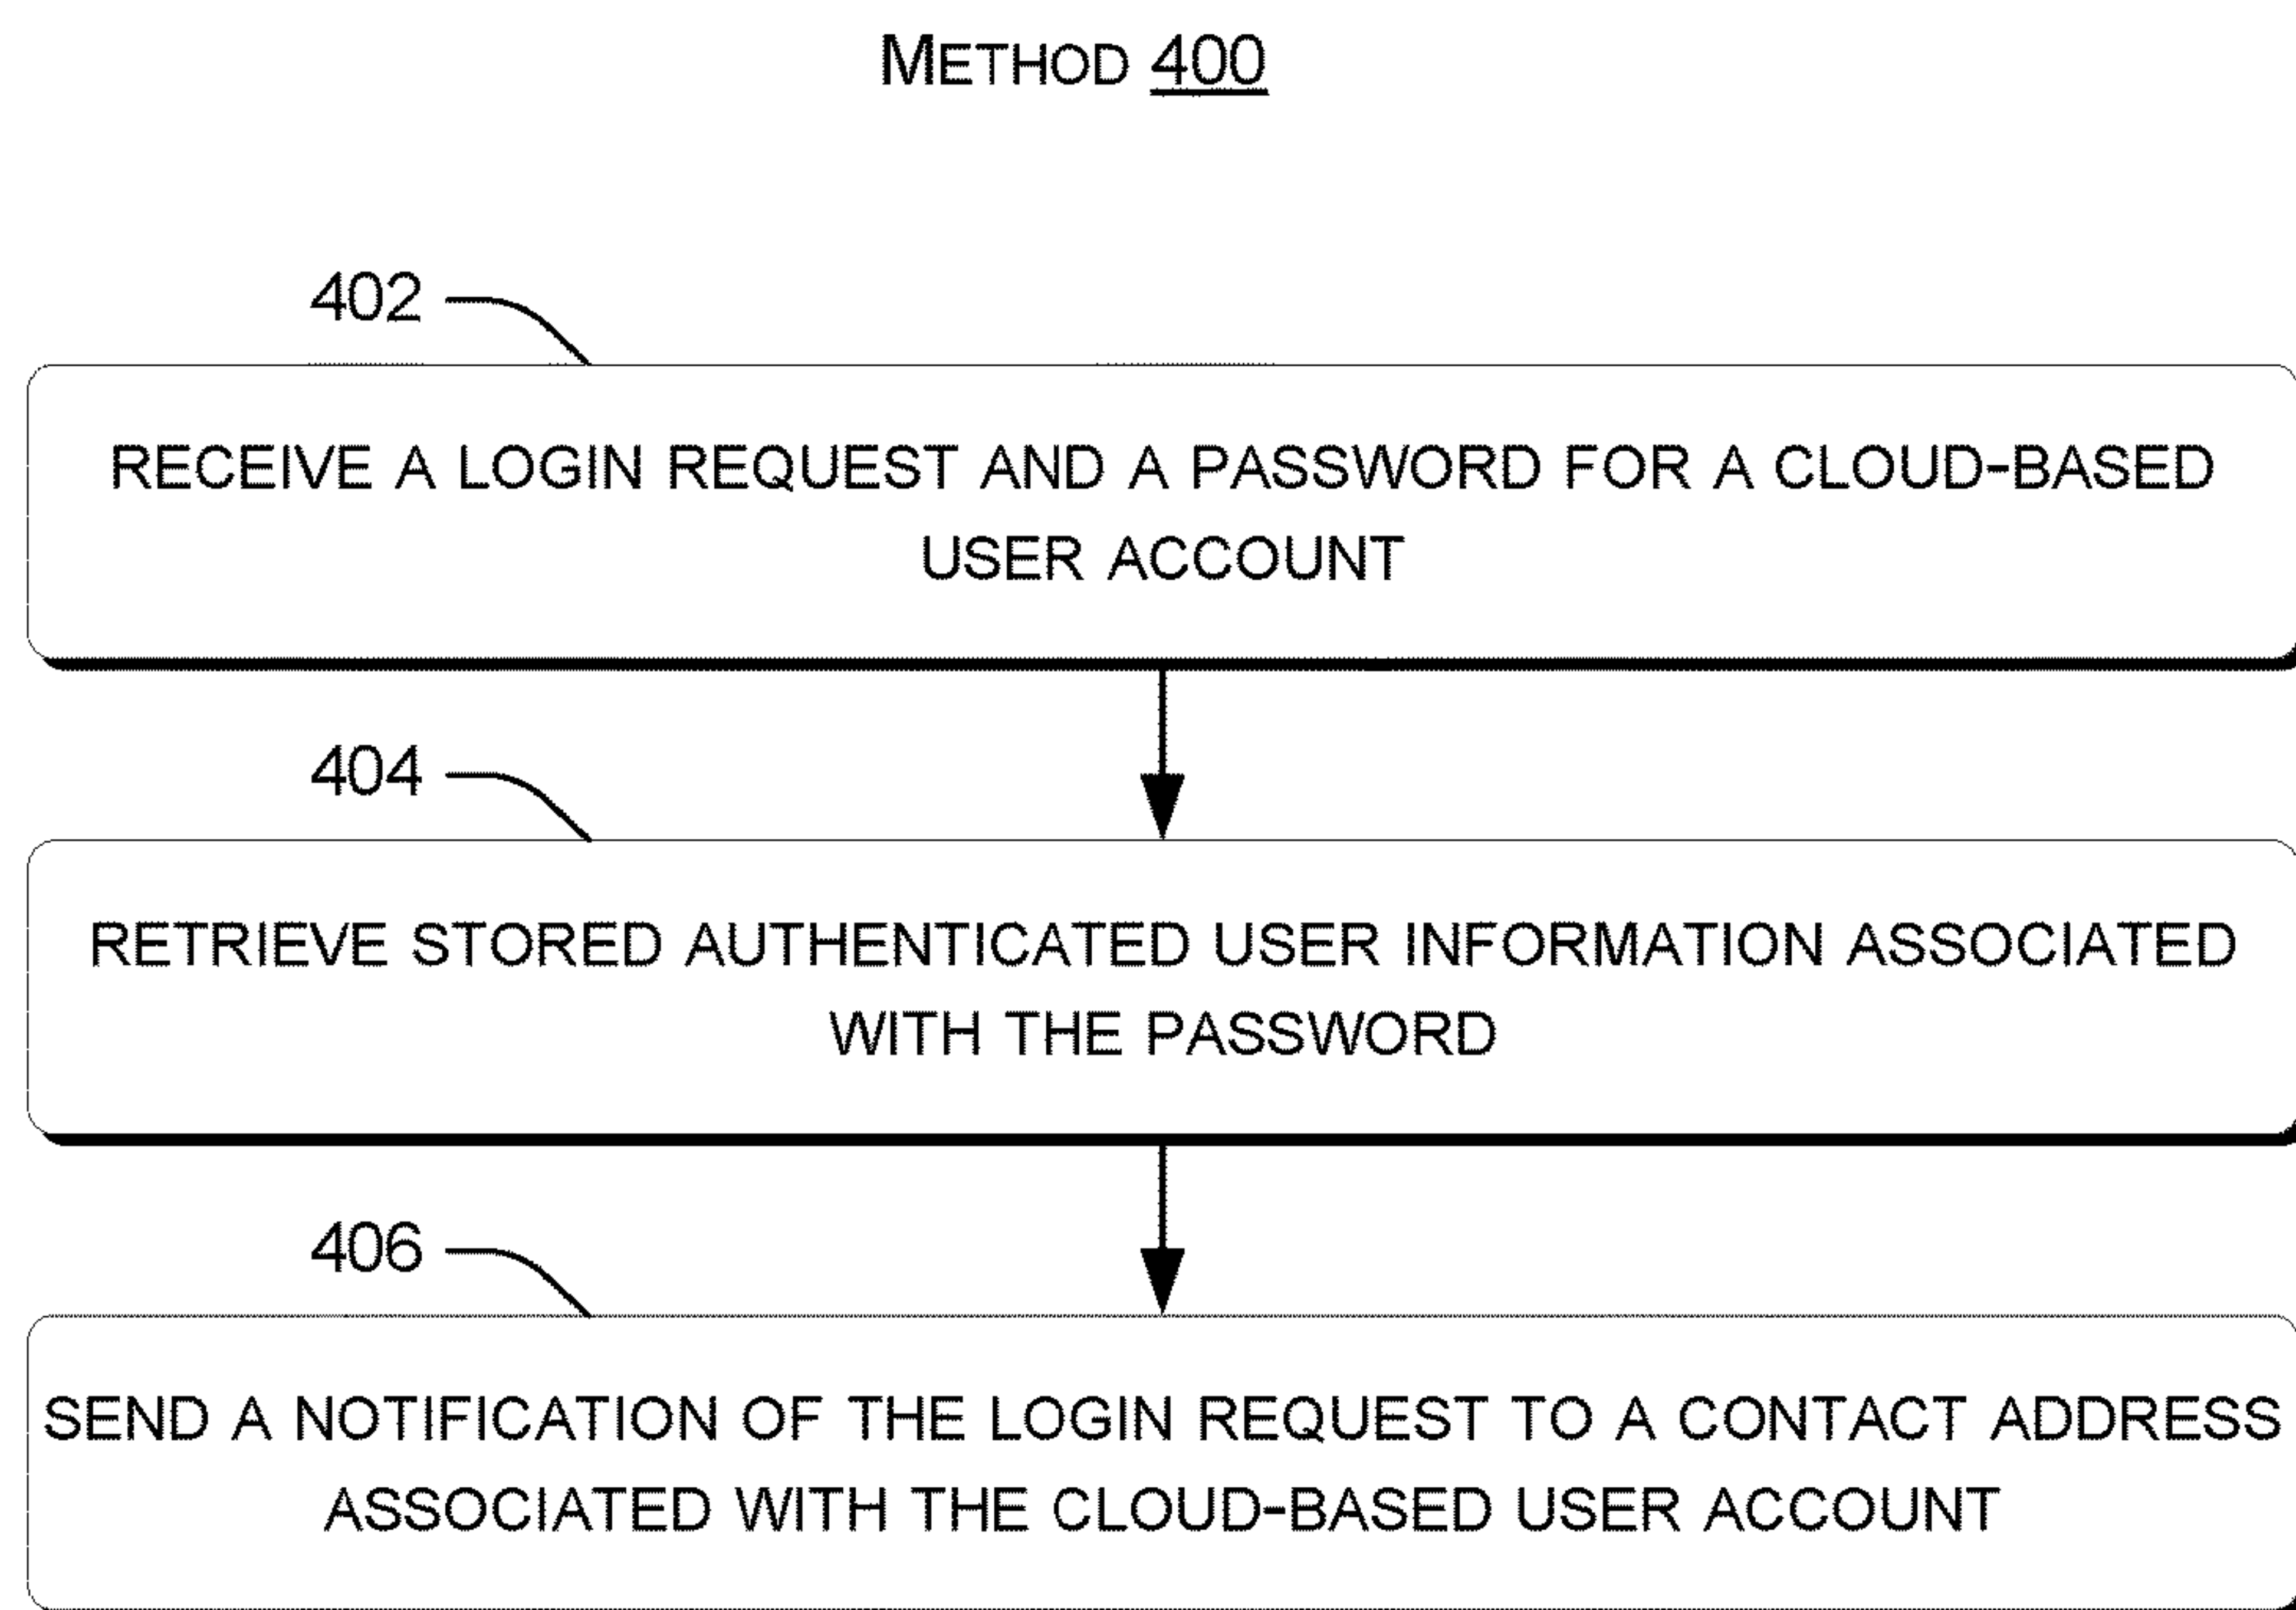 METHOD 400
402
RECEIVE A LOGIN REQUEST AND A PASSWORD FOR A CLOUD-BASED
USER ACCOUNT
404
RETRIEVE STORED AUTHENTICATED USER INFORMATION ASSOCIATED
WITH THE PASSWORD
406
SEND A NOTIFICATION OF THE LOGIN REQUEST TO A CONTACT ADDRESS
ASSOCIATED WITH THE CLOUD-BASED USER ACCOUNT